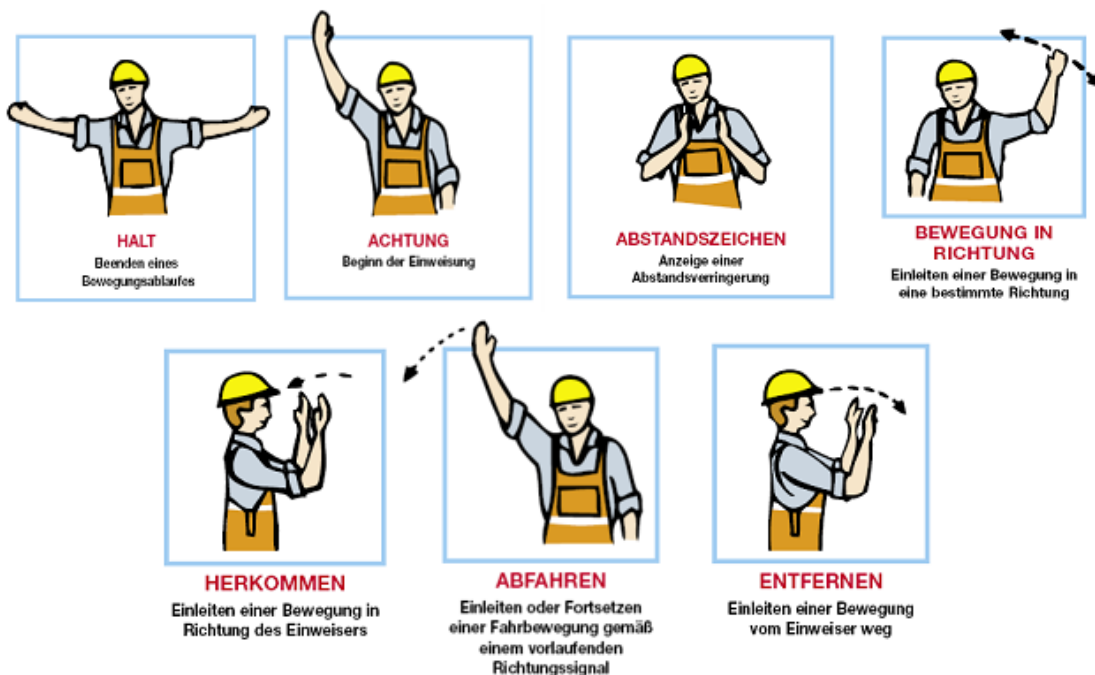 HALT
Beenden eines
Bewegungsablaufes
ACHTUNG
Beginn der Einweisung
ABSTANDSZEICHEN
Anzeige einer
Abstandsverringerung
BEWEGUNG IN
RICHTUNG
Einleiten einer Bewegung in
eine bestimmte Richtung
HERKOMMEN
Einleiten einer Bewegung in
Richtung des Einweisers
ABFAHREN
Einleiten oder Fortsetzen
einer Fahrbewegung gemäß
einem vorlaufenden
Richtungssignal
ENTFERNEN
Einleiten einer Bewegung
vom Einweiser weg